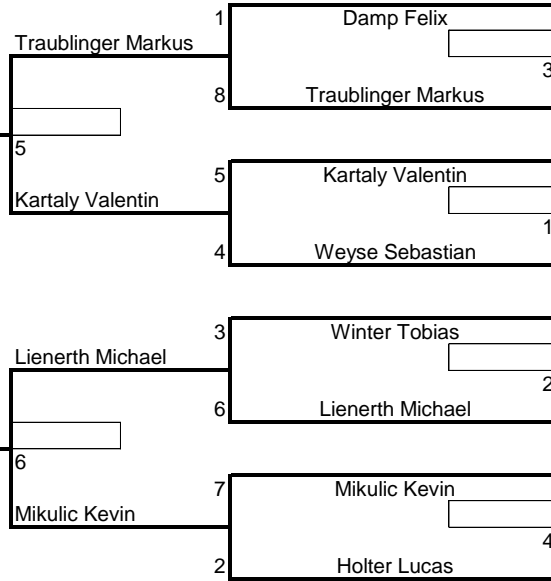 1 Damp Felix
Traublinger Markus
3
8 Traublinger Markus
5
5 Kartaly Valentin
Kartaly Valentin
1
4 Weyse Sebastian
3 Winter Tobias
Lienerth Michael
2
6 Lienerth Michael
6
7 Mikulic Kevin
Mikulic Kevin
4
2 Holter Lucas